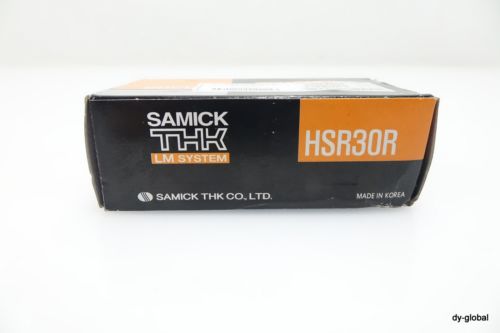 SAMICK
THK
LM SYSTEM
HSR30R
SAMICK THK CO., LTD.
MADE IN KOREA
dy-global